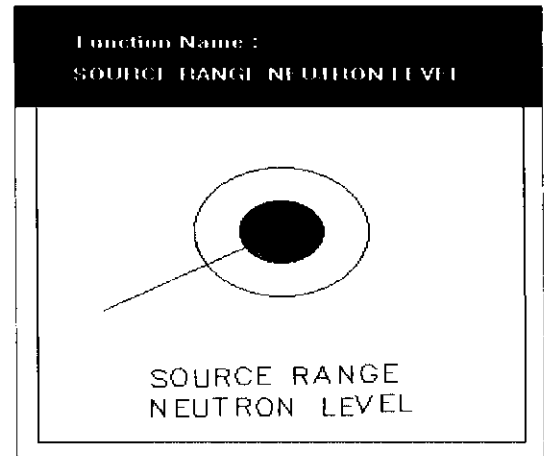 Function Name :
SOURCE RANGE NEUTRON LEVEL
SOURCE RANGE
NEUTRON LEVEL